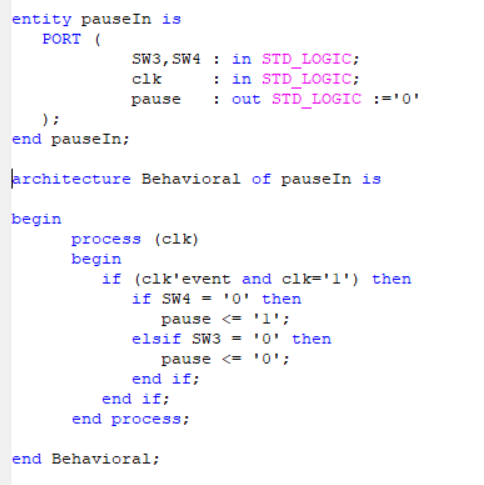 entity pauseIn is
PORT (
SW3,SW4 : in STD_LOGIC;
clk : in STD_LOGIC;
pause : out STD_LOGIC :='0'
);
end pauseIn;
architecture Behavioral of pauseIn is
begin
process (clk)
begin
if (clk'event and clk='1') then
if SW4 = '0' then
pause <= '1';
elsif SW3 = '0' then
pause <= '0';
end if;
end if;
end process;
end Behavioral;